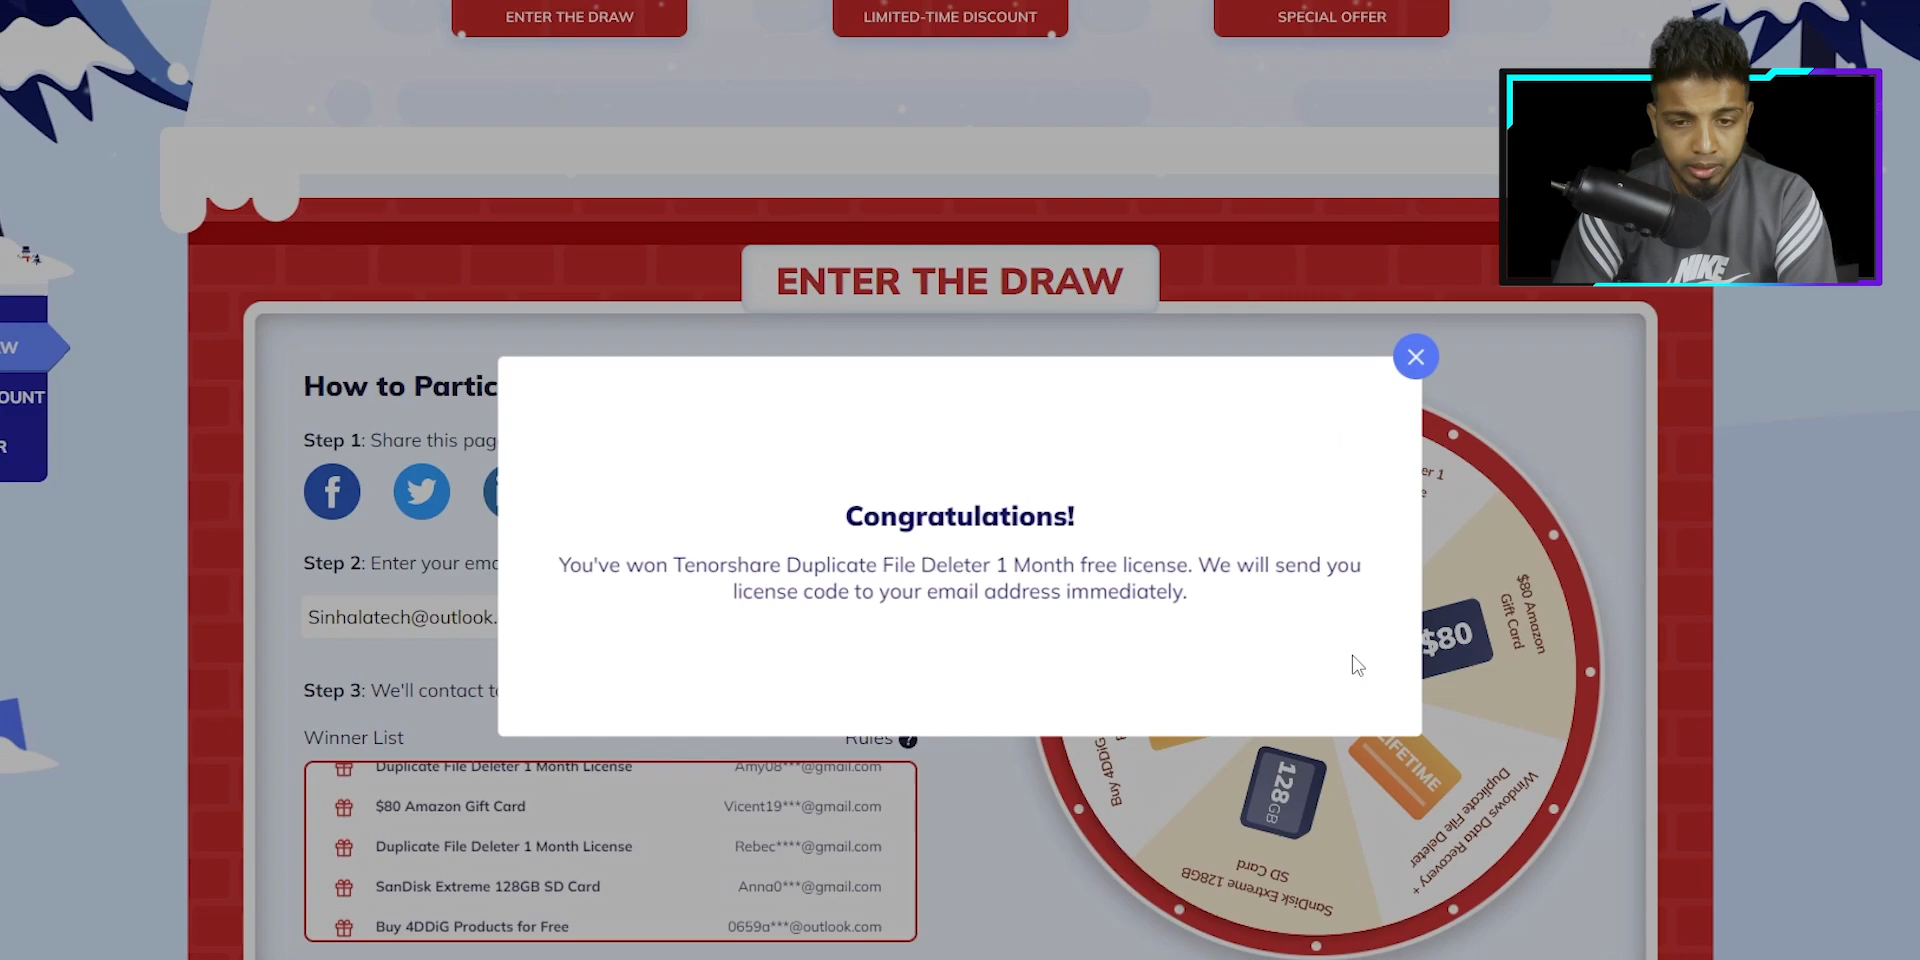 ENTER THE DRAW
LIMITED-TIME DISCOUNT
SPECIAL OFFER
NIKE
ENTER THE DRAW
How to Partic
Step 1: Share this pag
Step 2: Enter your ema
Sinhalatech@outlook.
Step 3: We'll contact t
Winner List
Rules ?
Duplicate File Deleter 1 Month License Amy08***@gmail.com
$80 Amazon Gift Card Vicent19***@gmail.com
Duplicate File Deleter 1 Month License Rebec****@gmail.com
SanDisk Extreme 128GB SD Card Anna0***@gmail.com
Buy 4DDiG Products for Free 0659a***@outlook.com
Congratulations!
You've won Tenorshare Duplicate File Deleter 1 Month free license. We will send you
license code to your email address immediately.
W
OUNT
R
er 1
e
$80 Amazon
Gift Card
$80
LIFETIME
Windows Data Recovery +
Duplicate File Deleter
128GB
SanDisk Extreme 128GB
SD Card
Buy 4DDiG